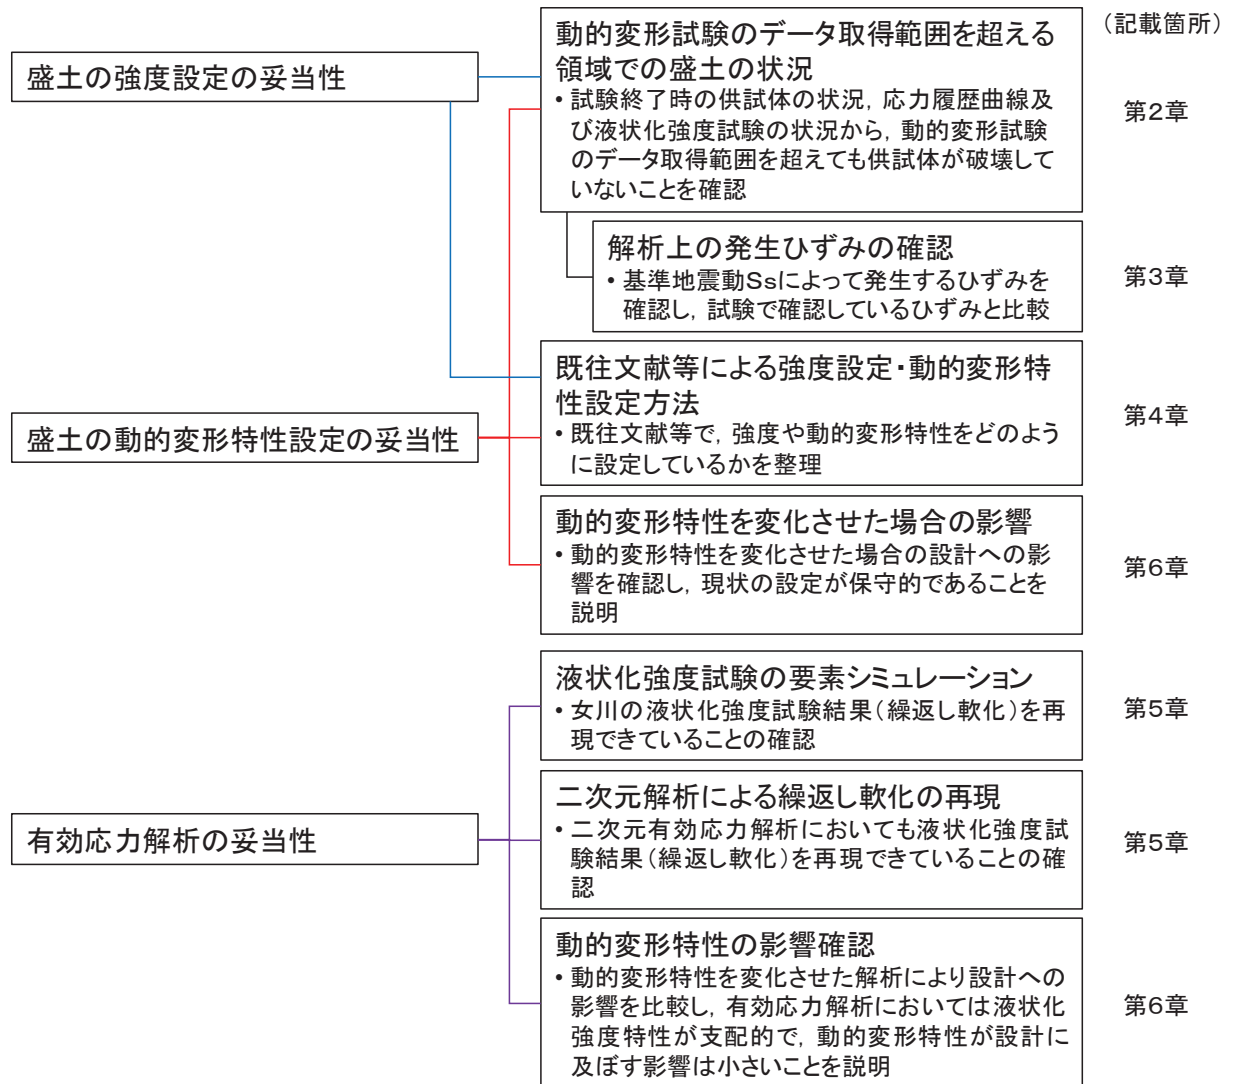 （記載箇所）
盛土の強度設定の妥当性
動的変形試験のデータ取得範囲を超える
領域での盛土の状況
• 試験終了時の供試体の状況，応力履歴曲線及
び液状化強度試験の状況から，動的変形試験
のデータ取得範囲を超えても供試体が破壊して
いないことを確認
第2章
解析上の発生ひずみの確認
• 基準地震動Ssによって発生するひずみを
確認し，試験で確認しているひずみと比較
第3章
盛土の動的変形特性設定の妥当性
既往文献等による強度設定・動的変形特
性設定方法
• 既往文献等で，強度や動的変形特性をどのよう
に設定しているかを整理
第4章
動的変形特性を変化させた場合の影響
• 動的変形特性を変化させた場合の設計への影
響を確認し，現状の設定が保守的であることを
説明
第6章
有効応力解析の妥当性
液状化強度試験の要素シミュレーション
• 女川の液状化強度試験結果（繰返し軟化）を再
現できていることの確認
第5章
二次元解析による繰返し軟化の再現
• 二次元有効応力解析においても液状化強度試
験結果（繰返し軟化）を再現できていることの確
認
第5章
動的変形特性の影響確認
• 動的変形特性を変化させた解析により設計への
影響を比較し，有効応力解析においては液状化
強度特性が支配的で，動的変形特性が設計に
及ぼす影響は小さいことを説明
第6章